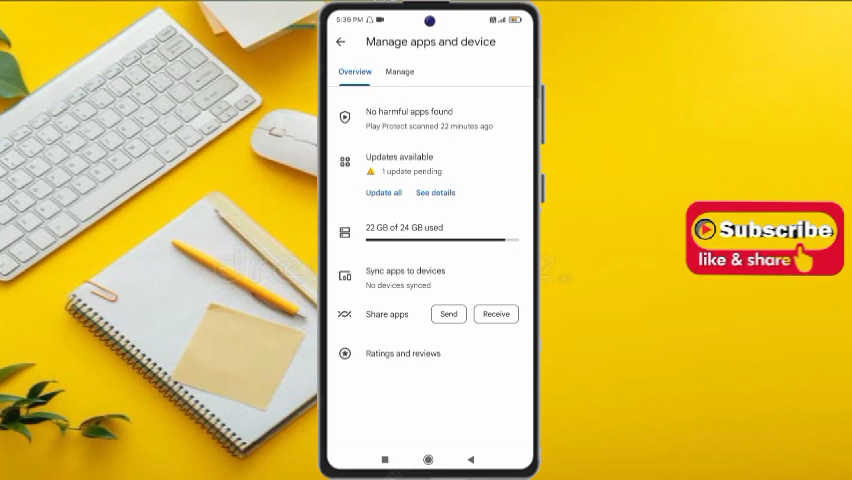 5:39 PM
Manage apps and device
Overview Manage
No harmful apps found
Play Protect scanned 22 minutes ago
Updates available
1 update pending
Update all See details
22 GB of 24 GB used
Sync apps to devices
No devices synced
Share apps Send Receive
Ratings and reviews
Subscribe
like & share